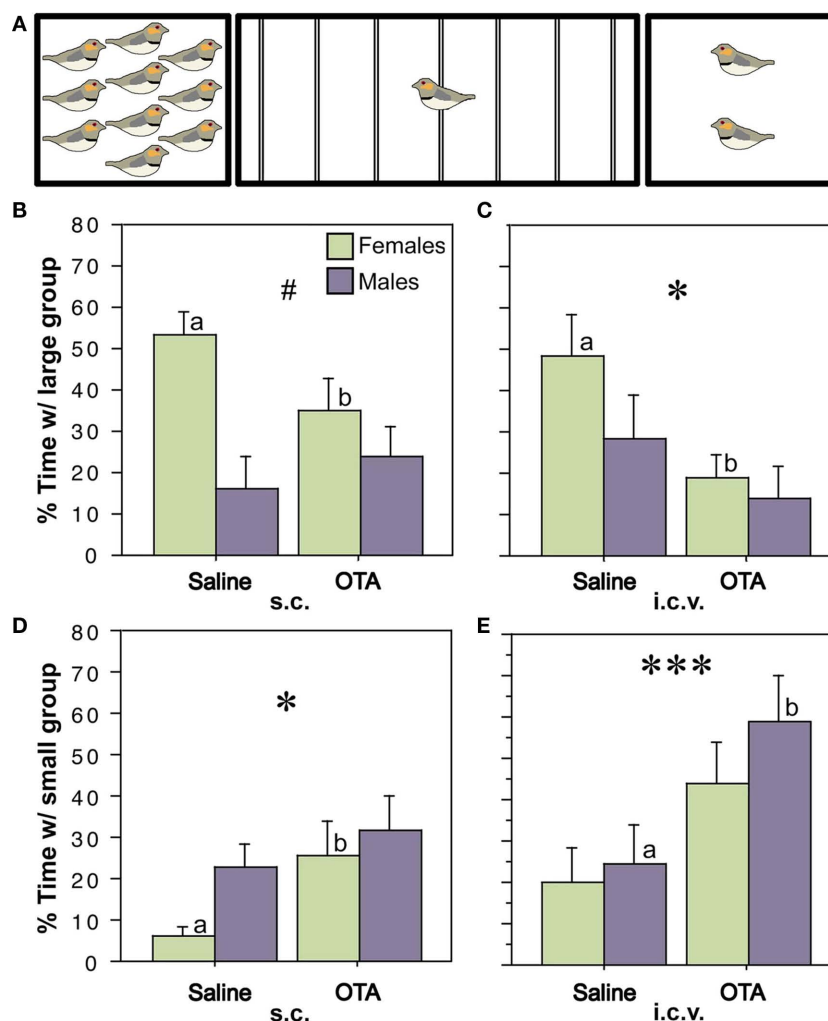 A
B
% Time w/ large group
80
70
60
50
40
30
20
10
0
a
#
b
Females
Males
Saline OTA
s.c.
C
*
a
b
Saline OTA
i.c.v.
D
% Time w/ small group
80
70
60
50
40
30
20
10
0
*
a
b
Saline OTA
s.c.
E
***
a
b
Saline OTA
i.c.v.